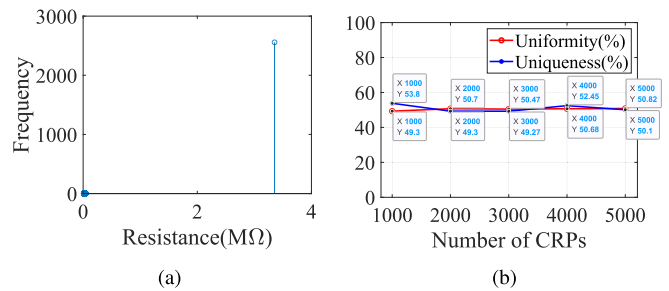 3000
2000
1000
0
Frequency
0
2
4
Resistance(MΩ)
(a)
100
80
60
40
20
0
Uniformity(%)
Uniqueness(%)
X 1000
Y 53.8
X 2000
Y 50.7
X 3000
Y 50.47
X 4000
Y 52.45
X 5000
Y 50.82
X 1000
Y 49.3
X 2000
Y 49.3
X 3000
Y 49.27
X 4000
Y 50.68
X 5000
Y 50.1
1000
2000
3000
4000
5000
Number of CRPs
(b)